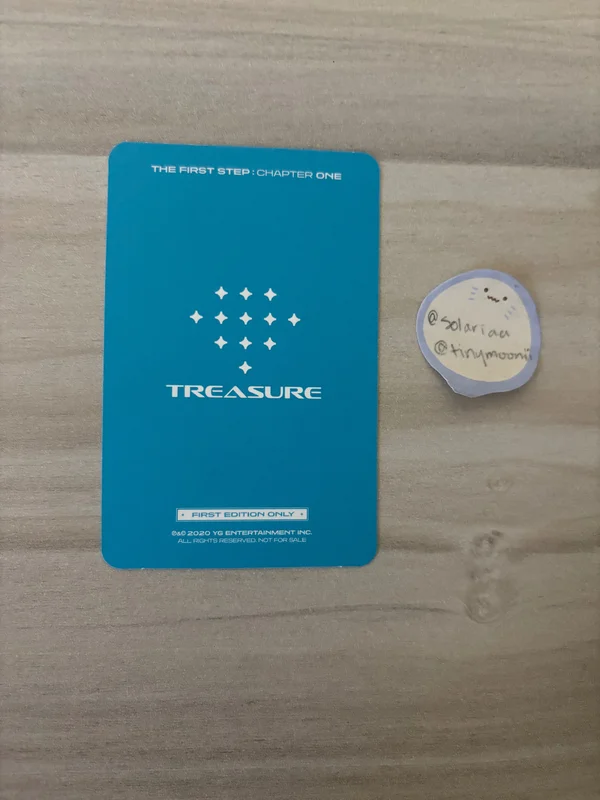 THE FIRST STEP : CHAPTER ONE
TREASURE
FIRST EDITION ONLY
©&℗ 2020 YG ENTERTAINMENT INC.
ALL RIGHTS RESERVED. NOT FOR SALE
@solariaa
@tinymoonii